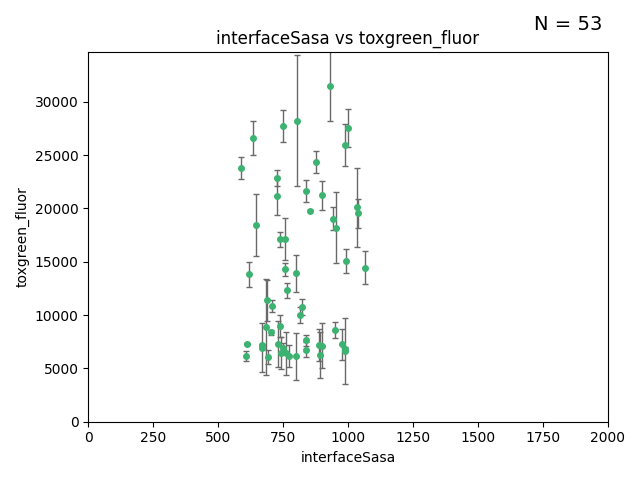 N = 53
interfaceSasa vs toxgreen_fluor
30000
25000
20000
15000
10000
5000
0
toxgreen_fluor
0 250 500 750 1000 1250 1500 1750 2000
interfaceSasa